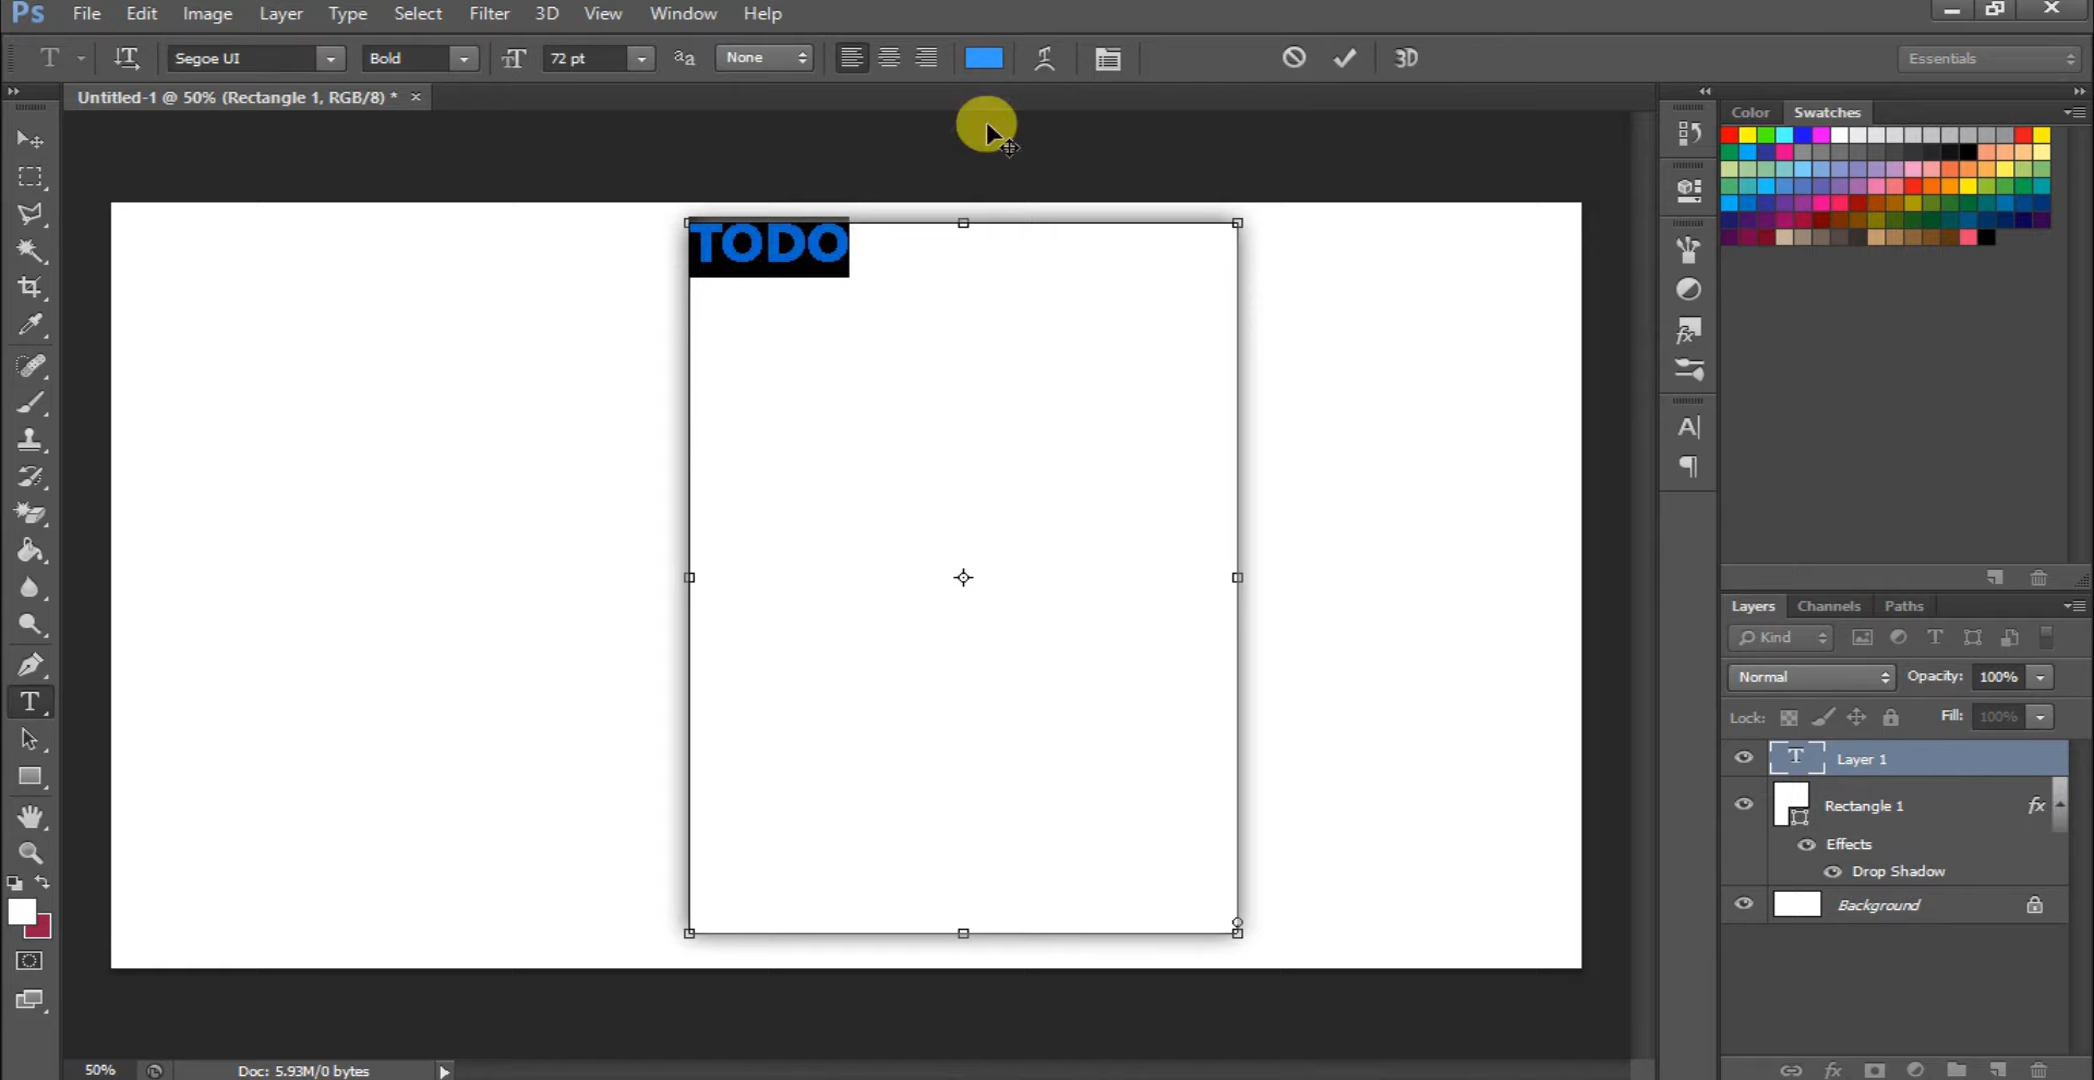 Ps File Edit Image Layer Type Select Filter 3D View Window Help
T Segoe UI Bold 72 pt aa None 3D Essentials
Untitled-1 @ 50% (Rectangle 1, RGB/8) * ×
Color Swatches
TODO
Layers Channels Paths
Kind
Normal Opacity: 100%
Lock: Fill: 100%
T Layer 1
Rectangle 1 fx
Effects
Drop Shadow
Background
50% Doc: 5.93M/0 bytes